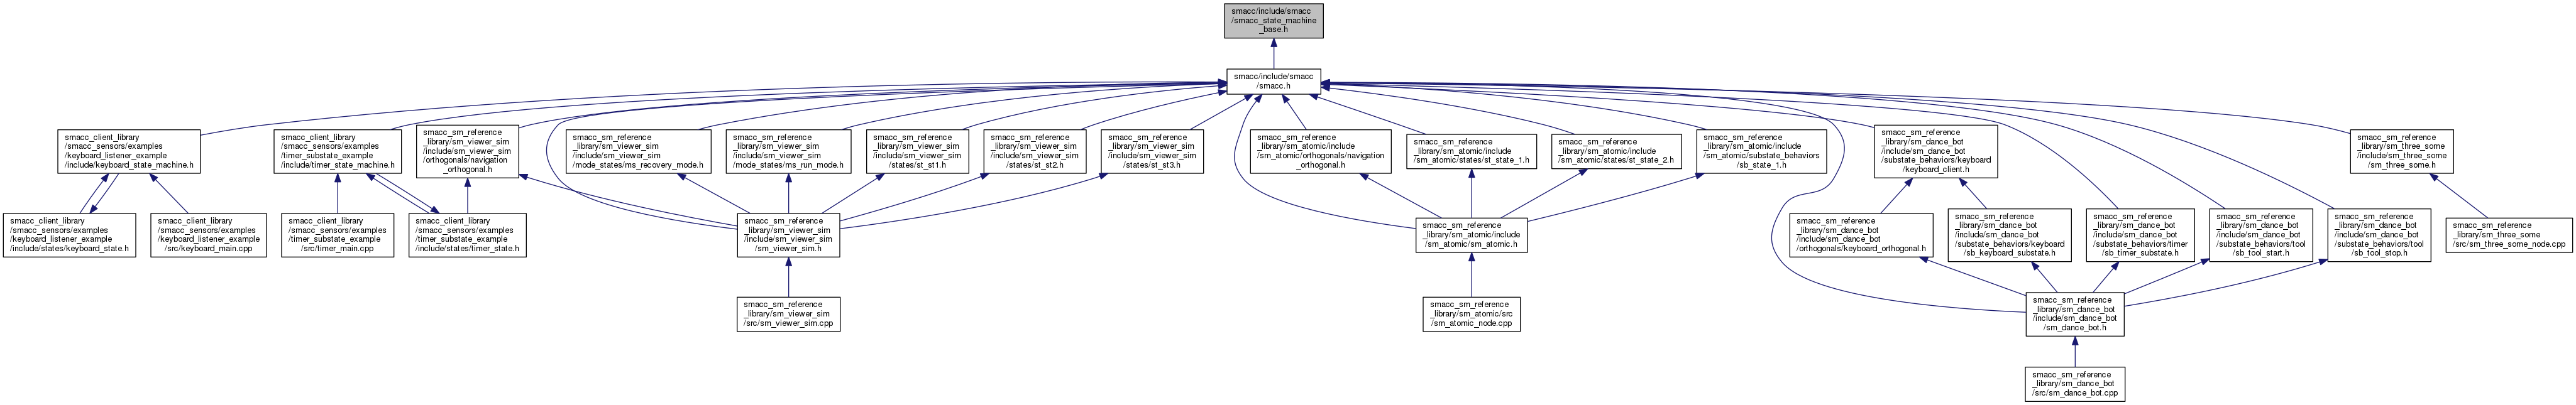 smacc/include/smacc
/smacc_state_machine
_base.h
smacc/include/smacc
/smacc.h
smacc_client_library
/smacc_sensors/examples
/keyboard_listener_example
/include/keyboard_state_machine.h
smacc_client_library
/smacc_sensors/examples
/timer_substate_example
/include/timer_state_machine.h
smacc_sm_reference
_library/sm_viewer_sim
/include/sm_viewer_sim
/orthogonals/navigation
_orthogonal.h
smacc_sm_reference
_library/sm_viewer_sim
/include/sm_viewer_sim
/mode_states/ms_recovery_mode.h
smacc_sm_reference
_library/sm_viewer_sim
/include/sm_viewer_sim
/mode_states/ms_run_mode.h
smacc_sm_reference
_library/sm_viewer_sim
/include/sm_viewer_sim
/states/st_st1.h
smacc_sm_reference
_library/sm_viewer_sim
/include/sm_viewer_sim
/states/st_st2.h
smacc_sm_reference
_library/sm_viewer_sim
/include/sm_viewer_sim
/states/st_st3.h
smacc_sm_reference
_library/sm_atomic/include
/sm_atomic/orthogonals/navigation
_orthogonal.h
smacc_sm_reference
_library/sm_atomic/include
/sm_atomic/states/st_state_1.h
smacc_sm_reference
_library/sm_atomic/include
/sm_atomic/states/st_state_2.h
smacc_sm_reference
_library/sm_atomic/include
/sm_atomic/substate_behaviors
/sb_state_1.h
smacc_sm_reference
_library/sm_dance_bot
/include/sm_dance_bot
/substate_behaviors/keyboard
/keyboard_client.h
smacc_sm_reference
_library/sm_three_some
/include/sm_three_some
/sm_three_some.h
smacc_client_library
/smacc_sensors/examples
/keyboard_listener_example
/include/states/keyboard_state.h
smacc_client_library
/smacc_sensors/examples
/keyboard_listener_example
/src/keyboard_main.cpp
smacc_client_library
/smacc_sensors/examples
/timer_substate_example
/src/timer_main.cpp
smacc_client_library
/smacc_sensors/examples
/timer_substate_example
/include/states/timer_state.h
smacc_sm_reference
_library/sm_viewer_sim
/include/sm_viewer_sim
/sm_viewer_sim.h
smacc_sm_reference
_library/sm_atomic/include
/sm_atomic/sm_atomic.h
smacc_sm_reference
_library/sm_dance_bot
/include/sm_dance_bot
/orthogonals/keyboard_orthogonal.h
smacc_sm_reference
_library/sm_dance_bot
/include/sm_dance_bot
/substate_behaviors/keyboard
/sb_keyboard_substate.h
smacc_sm_reference
_library/sm_dance_bot
/include/sm_dance_bot
/substate_behaviors/timer
/sb_timer_substate.h
smacc_sm_reference
_library/sm_dance_bot
/include/sm_dance_bot
/substate_behaviors/tool
/sb_tool_start.h
smacc_sm_reference
_library/sm_dance_bot
/include/sm_dance_bot
/substate_behaviors/tool
/sb_tool_stop.h
smacc_sm_reference
_library/sm_three_some
/src/sm_three_some_node.cpp
smacc_sm_reference
_library/sm_viewer_sim
/src/sm_viewer_sim.cpp
smacc_sm_reference
_library/sm_atomic/src
/sm_atomic_node.cpp
smacc_sm_reference
_library/sm_dance_bot
/include/sm_dance_bot
/sm_dance_bot.h
smacc_sm_reference
_library/sm_dance_bot
/src/sm_dance_bot.cpp